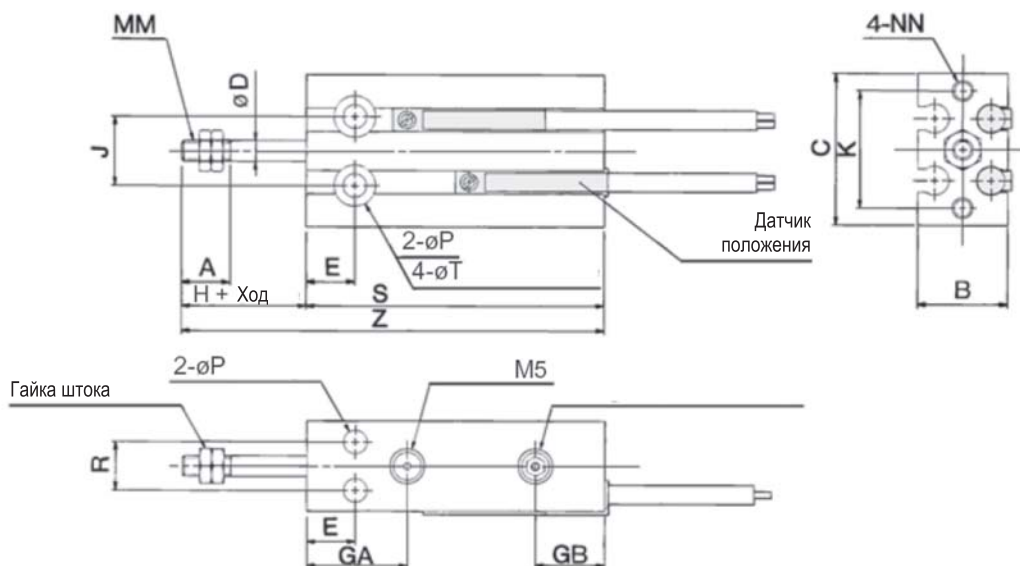 MM
øD
J
A
H + Ход
E
S
Z
2-øP
4-øT
Датчик
положения
4-NN
C
K
B
2-øP
M5
Гайка штока
R
E
GA
GB